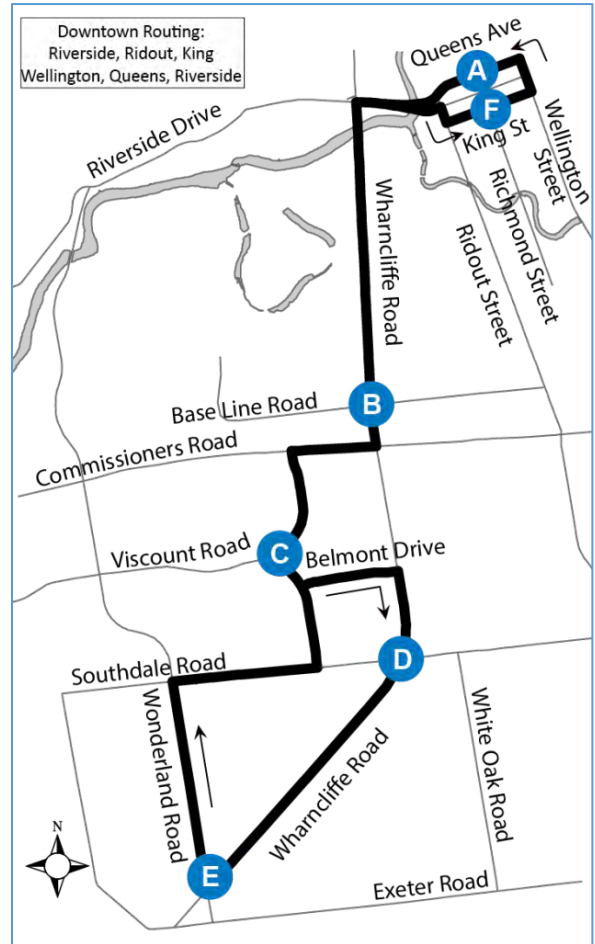 Downtown Routing:
Riverside, Ridout, King
Wellington, Queens, Riverside
Queens Ave
A
F
King St
Wellington
Street
Riverside Drive
Wharncliffe Road
Richmond Street
Ridout Street
Base Line Road
B
Commissioners Road
Viscount Road
C
Belmont Drive
D
Southdale Road
Wonderland Road
Wharncliffe Road
White Oak Road
N
E
Exeter Road